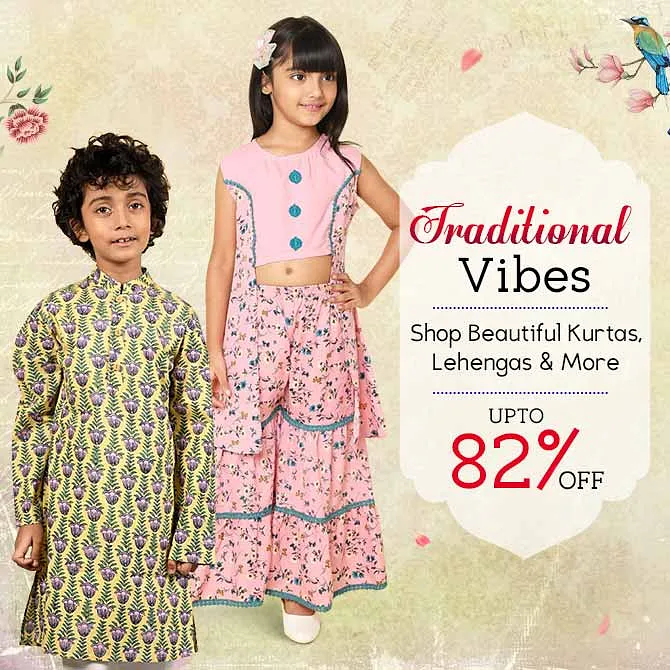 Traditional
Vibes
Shop Beautiful Kurtas,
Lehengas & More
UPTO
82% OFF